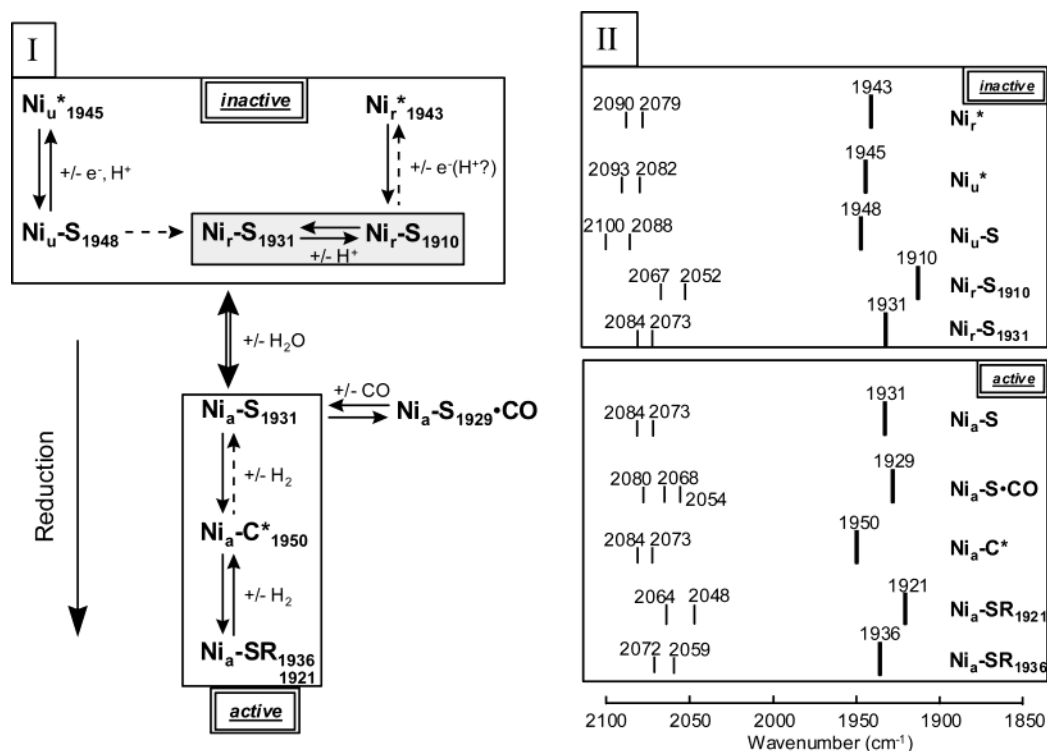 I
inactive
Niᵤ*₁₉₄₅
Niᵣ*₁₉₄₃
+/- e⁻, H⁺
+/- e⁻(H⁺?)
Niᵤ-S₁₉₄₈
Niᵣ-S₁₉₃₁
Niᵣ-S₁₉₁₀
+/- H⁺
+/- H₂O
Reduction
Niₐ-S₁₉₃₁
+/- CO
Niₐ-S₁₉₂₉•CO
+/- H₂
Niₐ-C*₁₉₅₀
+/- H₂
Niₐ-SR₁₉₃₆
₁₉₂₁
active
II
inactive
2090 2079 1943 Niᵣ*
2093 2082 1945 Niᵤ*
2100 2088 1948 Niᵤ-S
2067 2052 1910 Niᵣ-S₁₉₁₀
2084 2073 1931 Niᵣ-S₁₉₃₁
active
2084 2073 1931 Niₐ-S
2080 2068 2054 1929 Niₐ-S•CO
2084 2073 1950 Niₐ-C*
2064 2048 1921 Niₐ-SR₁₉₂₁
2072 2059 1936 Niₐ-SR₁₉₃₆
2100 2050 2000 1950 1900 1850
Wavenumber (cm⁻¹)